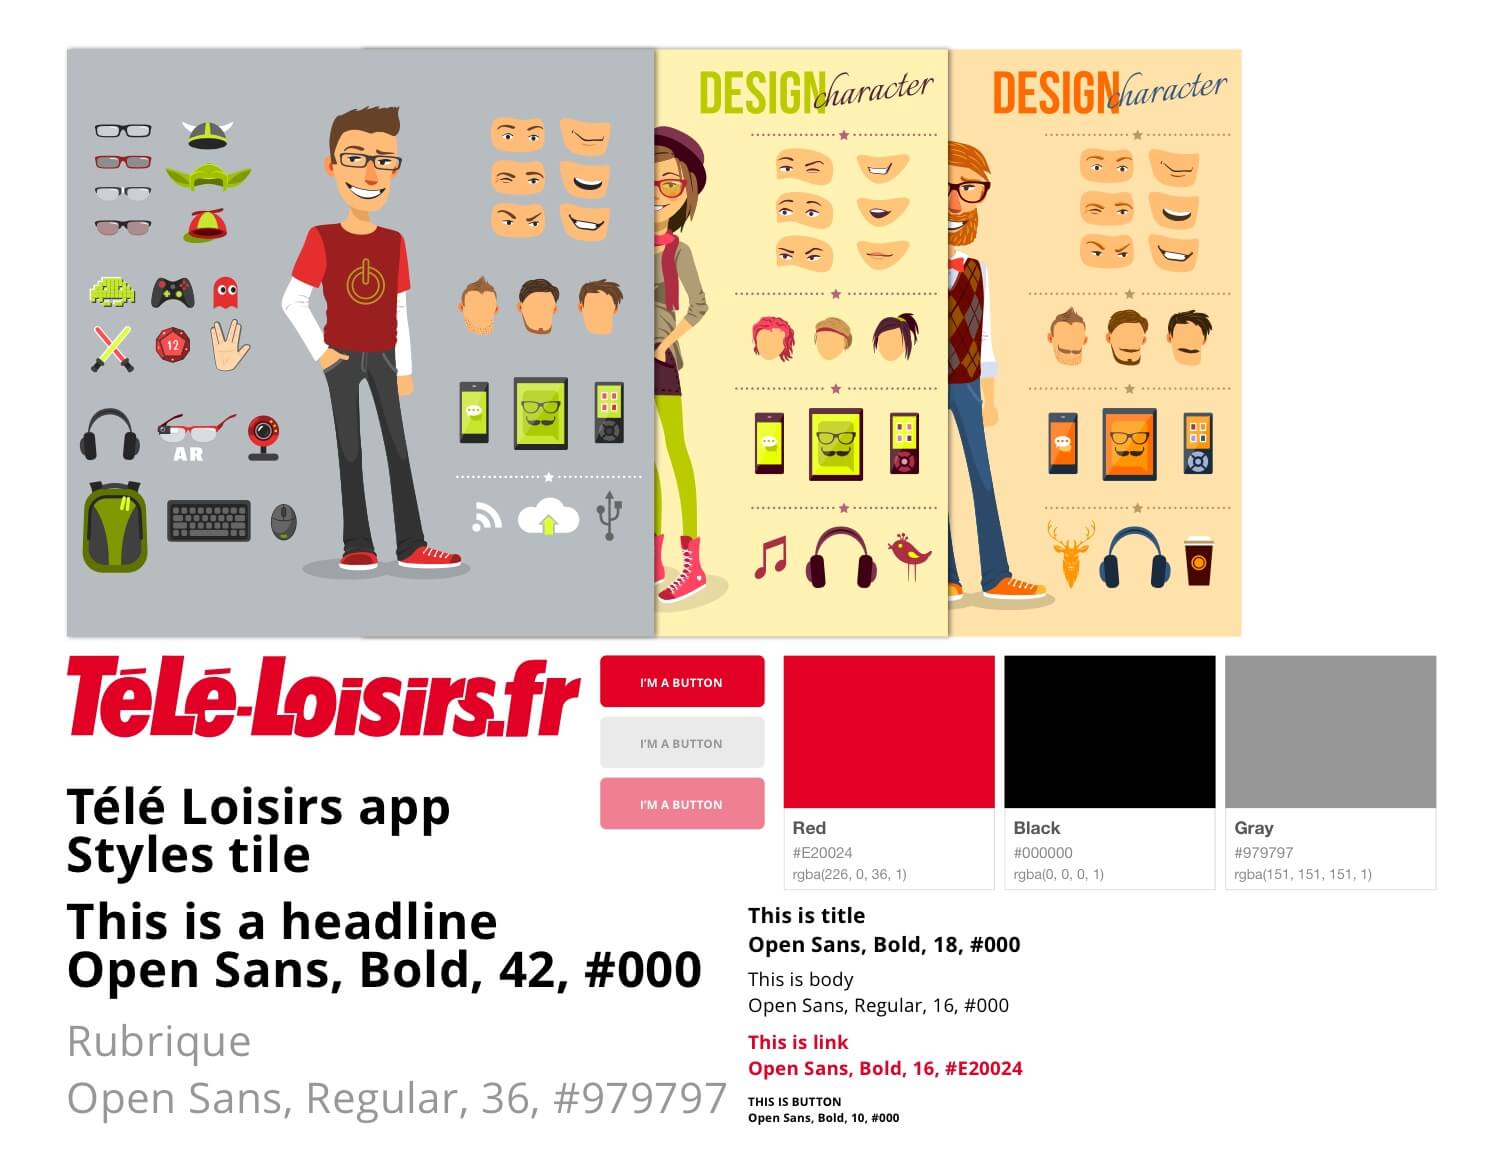 DESIGN character
DESIGN character
12
AR
TéLé-Loisirs.fr
I'M A BUTTON
I'M A BUTTON
I'M A BUTTON
Red
#E20024
rgba(226, 0, 36, 1)
Black
#000000
rgba(0, 0, 0, 1)
Gray
#979797
rgba(151, 151, 151, 1)
Télé Loisirs app
Styles tile
This is a headline
Open Sans, Bold, 42, #000
Rubrique
Open Sans, Regular, 36, #979797
This is title
Open Sans, Bold, 18, #000
This is body
Open Sans, Regular, 16, #000
This is link
Open Sans, Bold, 16, #E20024
THIS IS BUTTON
Open Sans, Bold, 10, #000